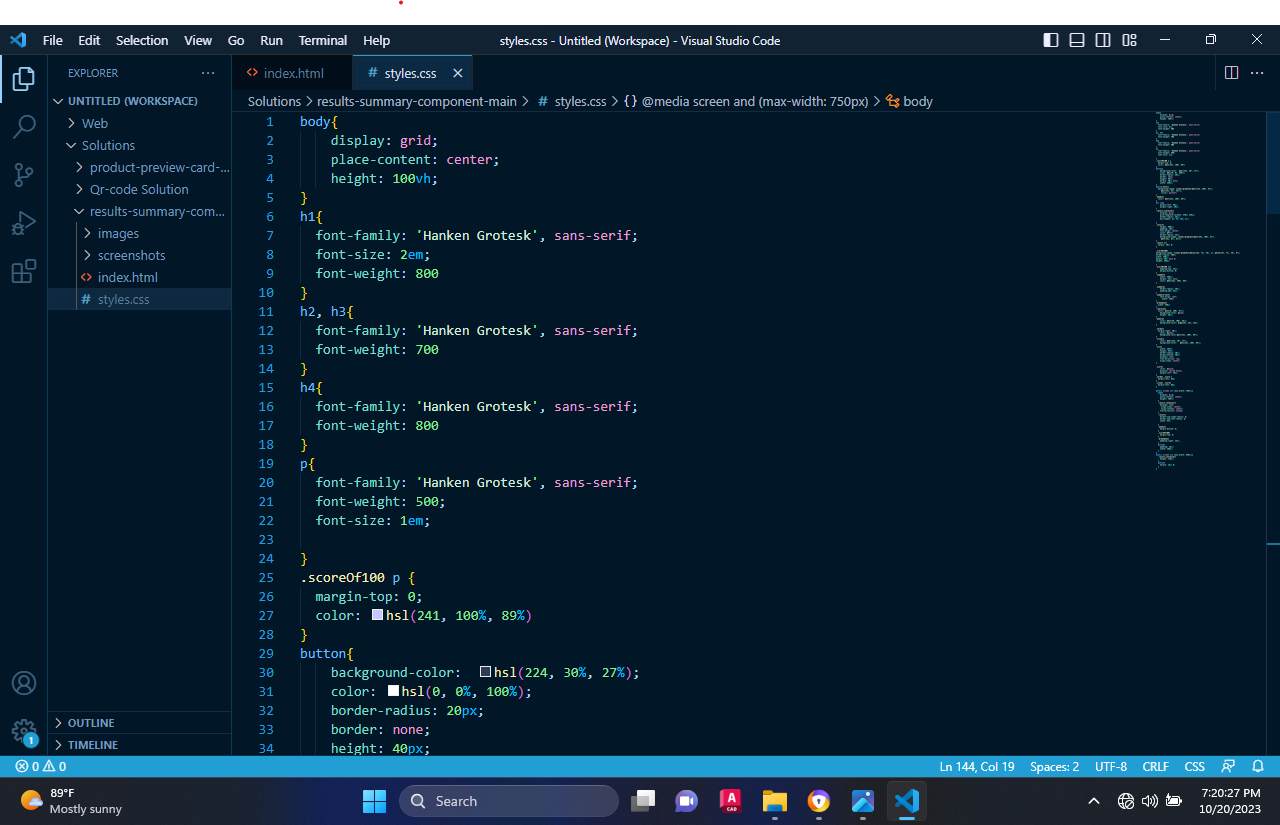 File Edit Selection View Go Run Terminal Help
styles.css - Untitled (Workspace) - Visual Studio Code
EXPLORER
UNTITLED (WORKSPACE)
Web
Solutions
product-preview-card-...
Qr-code Solution
results-summary-com...
images
screenshots
index.html
styles.css
OUTLINE
TIMELINE
index.html
# styles.css
Solutions > results-summary-component-main > # styles.css > {} @media screen and (max-width: 750px) > body
1 body{
2 display: grid;
3 place-content: center;
4 height: 100vh;
5 }
6 h1{
7 font-family: 'Hanken Grotesk', sans-serif;
8 font-size: 2em;
9 font-weight: 800
10 }
11 h2, h3{
12 font-family: 'Hanken Grotesk', sans-serif;
13 font-weight: 700
14 }
15 h4{
16 font-family: 'Hanken Grotesk', sans-serif;
17 font-weight: 800
18 }
19 p{
20 font-family: 'Hanken Grotesk', sans-serif;
21 font-weight: 500;
22 font-size: 1em;
23
24 }
25 .scoreOf100 p {
26 margin-top: 0;
27 color: hsl(241, 100%, 89%)
28 }
29 button{
30 background-color: hsl(224, 30%, 27%);
31 color: hsl(0, 0%, 100%);
32 border-radius: 20px;
33 border: none;
34 height: 40px;
1
0 0
Ln 144, Col 19 Spaces: 2 UTF-8 CRLF CSS
89°F
Mostly sunny
Search
A
CAD
7:20:27 PM
10/20/2023